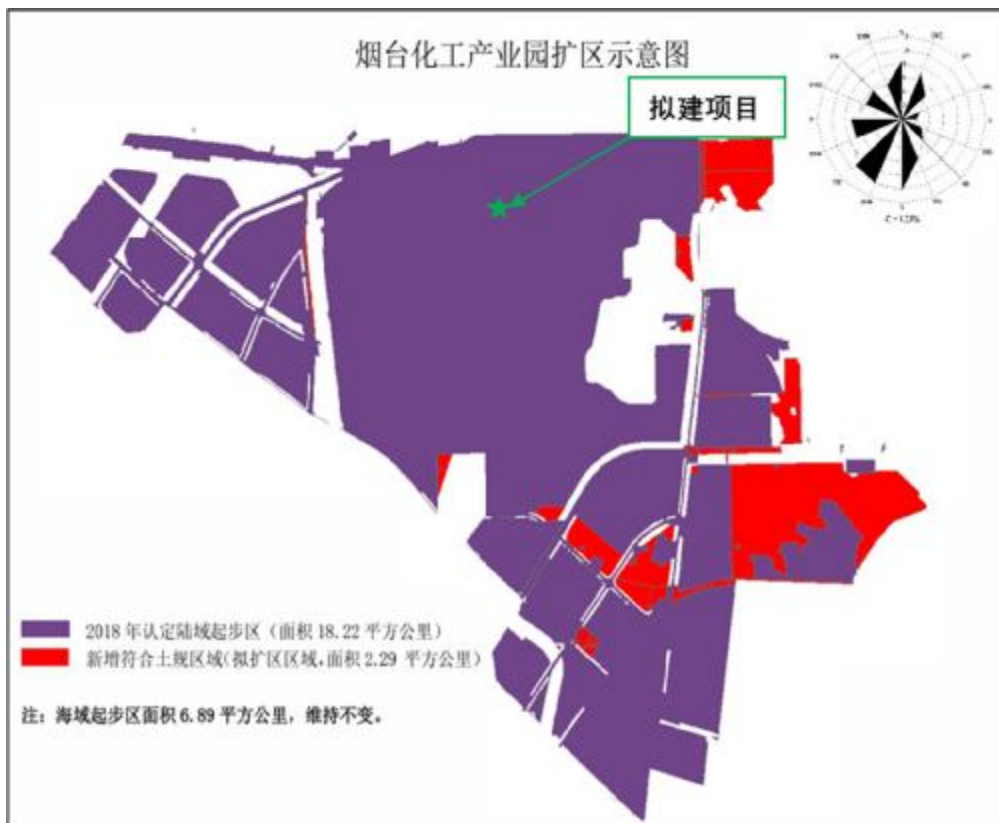 烟台化工产业园扩区示意图
拟建项目
2018 年认定陆域起步区（面积 18.22 平方公里）
新增符合土规区域(拟扩区区域,面积 2.29 平方公里）
注：海域起步区面积 6.89 平方公里，维持不变。